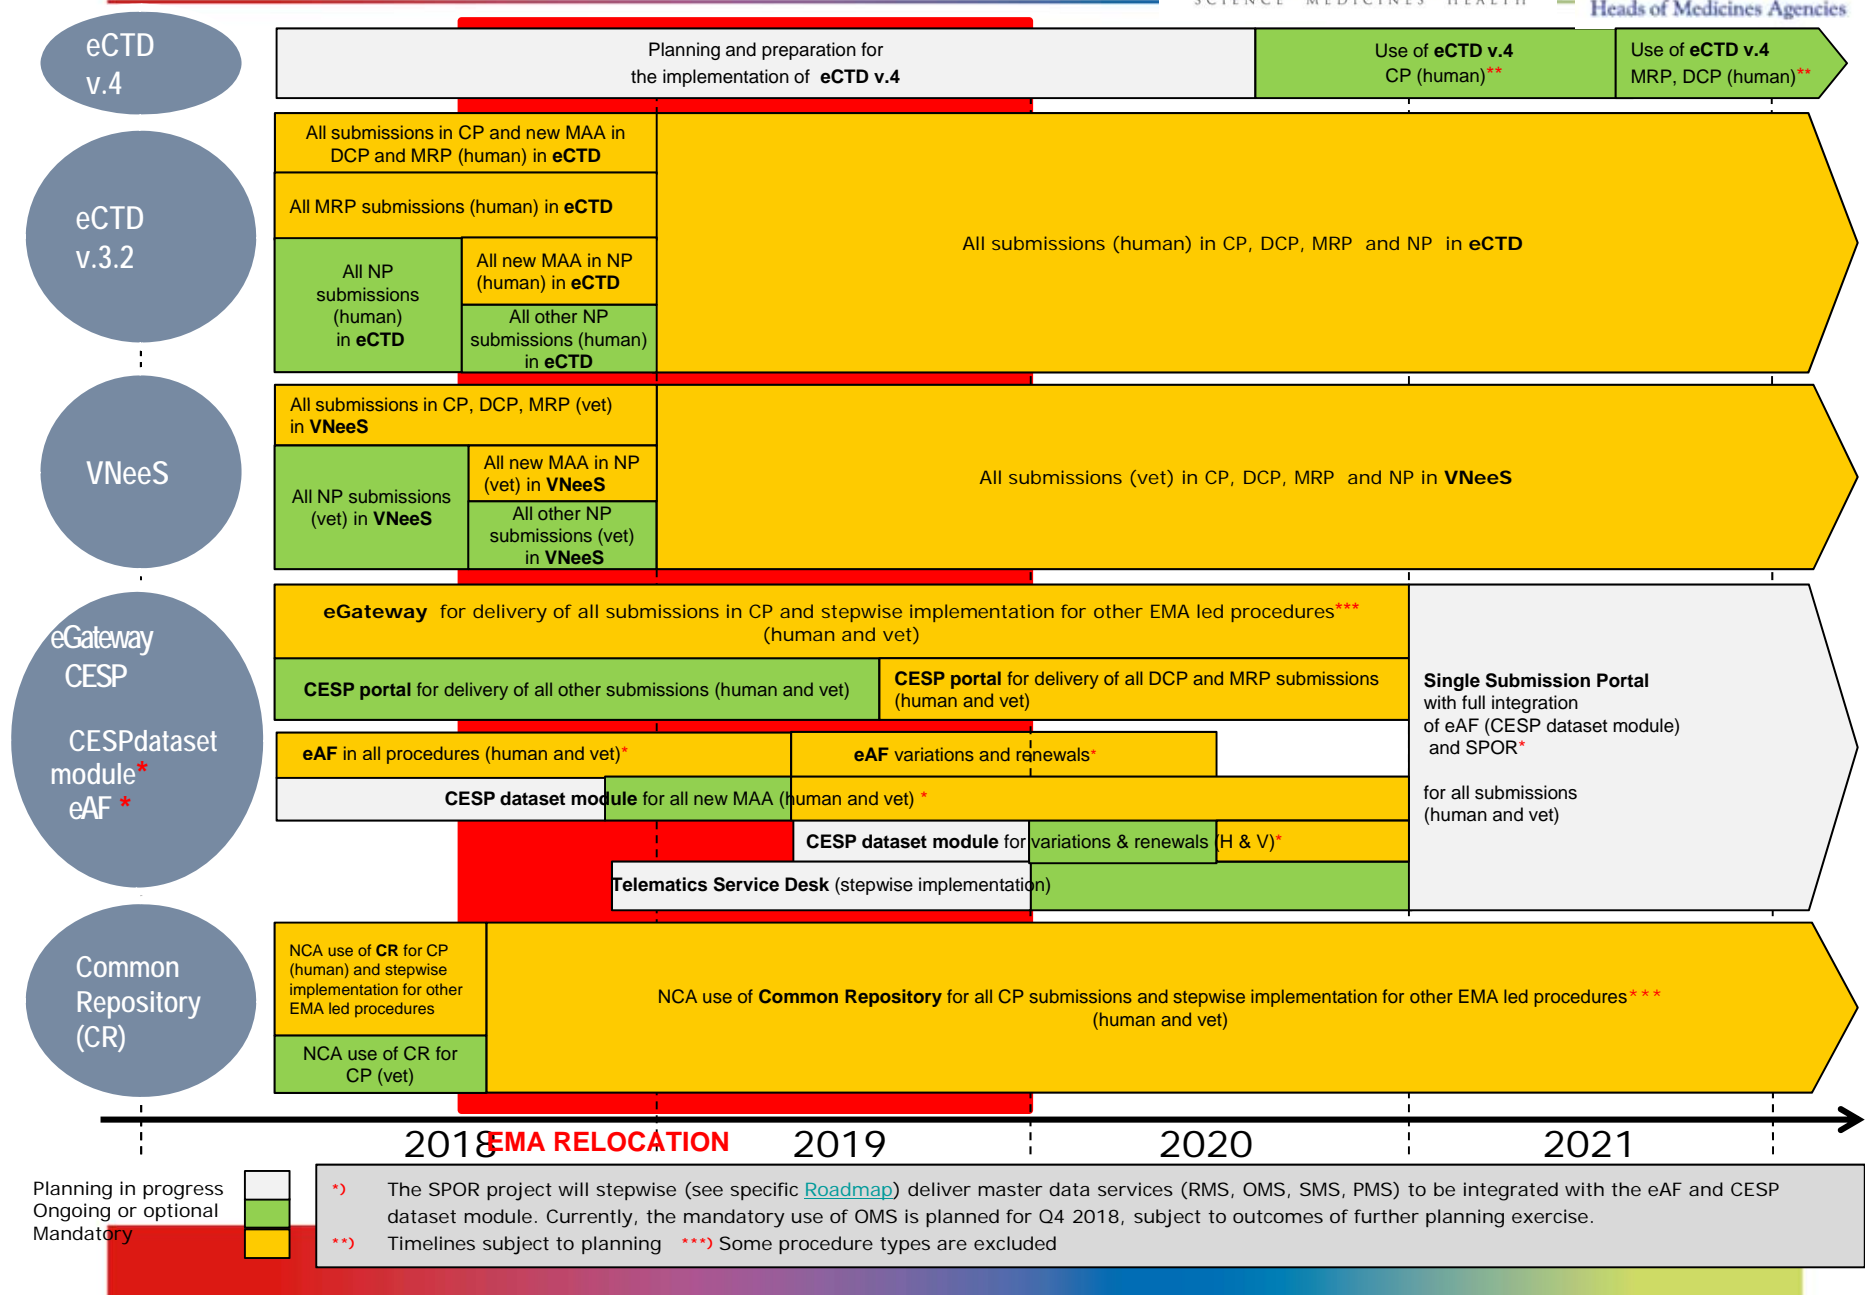 SCIENCE MEDICINES HEALTH
Heads of Medicines Agencies
eCTD
v.4
Planning and preparation for
the implementation of eCTD v.4
Use of eCTD v.4
CP (human)**
Use of eCTD v.4
MRP, DCP (human)**
eCTD
v.3.2
All submissions in CP and new MAA in
DCP and MRP (human) in eCTD
All MRP submissions (human) in eCTD
All NP
submissions
(human)
in eCTD
All new MAA in NP
(human) in eCTD
All other NP
submissions (human)
in eCTD
All submissions (human) in CP, DCP, MRP and NP in eCTD
VNeeS
All submissions in CP, DCP, MRP (vet)
in VNeeS
All NP submissions
(vet) in VNeeS
All new MAA in NP
(vet) in VNeeS
All other NP
submissions (vet)
in VNeeS
All submissions (vet) in CP, DCP, MRP and NP in VNeeS
eGateway
CESP
CESPdataset
module*
eAF *
eGateway for delivery of all submissions in CP and stepwise implementation for other EMA led procedures***
(human and vet)
CESP portal for delivery of all other submissions (human and vet)
CESP portal for delivery of all DCP and MRP submissions
(human and vet)
eAF in all procedures (human and vet)*
eAF variations and renewals*
CESP dataset module for all new MAA (human and vet) *
CESP dataset module for variations & renewals (H & V)*
Telematics Service Desk (stepwise implementation)
Single Submission Portal
with full integration
of eAF (CESP dataset module)
and SPOR*
for all submissions
(human and vet)
Common
Repository
(CR)
NCA use of CR for CP
(human) and stepwise
implementation for other
EMA led procedures
NCA use of CR for
CP (vet)
NCA use of Common Repository for all CP submissions and stepwise implementation for other EMA led procedures***
(human and vet)
2018
EMA RELOCATION
2019
2020
2021
Planning in progress
Ongoing or optional
Mandatory
*) The SPOR project will stepwise (see specific Roadmap) deliver master data services (RMS, OMS, SMS, PMS) to be integrated with the eAF and CESP
dataset module. Currently, the mandatory use of OMS is planned for Q4 2018, subject to outcomes of further planning exercise.
**) Timelines subject to planning ***) Some procedure types are excluded